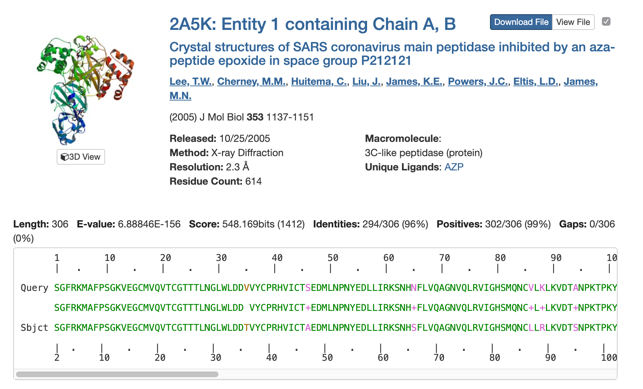 2A5K: Entity 1 containing Chain A, B
Download File View File
Crystal structures of SARS coronavirus main peptidase inhibited by an aza-
peptide epoxide in space group P212121
Lee, T.W., Cherney, M.M., Huitema, C., Liu, J., James, K.E., Powers, J.C., Eltis, L.D., James,
M.N.
(2005) J Mol Biol 353 1137-1151
3D View
Released: 10/25/2005
Method: X-ray Diffraction
Resolution: 2.3 Å
Residue Count: 614
Macromolecule:
3C-like peptidase (protein)
Unique Ligands: AZP
Length: 306 E-value: 6.88846E-156 Score: 548.169bits (1412) Identities: 294/306 (96%) Positives: 302/306 (99%) Gaps: 0/306
(0%)
1 10 20 30 40 50 60 70 80 90 10
Query SGFRKMAFPSGKVEGCMVQVTCGTTTLNGLWLDDVVYCPRHVICTSEDMLNPNYEDLLIRKSNHNFLVQAGNVQLRVIGHSMQNCVLKLKVDTANPKTPKY
SGFRKMAFPSGKVEGCMVQVTCGTTTLNGLWLDD VYCPRHVICT+EDMLNPNYEDLLIRKSNH+FLVQAGNVQLRVIGHSMQNC+L+LKVDT+NPKTPKY
Sbjct SGFRKMAFPSGKVEGCMVQVTCGTTTLNGLWLDDTVYCPRHVICTAEDMLNPNYEDLLIRKSNHSFLVQAGNVQLRVIGHSMQNCLLRLKVDTSNPKTPKY
2 10 20 30 40 50 60 70 80 90 100